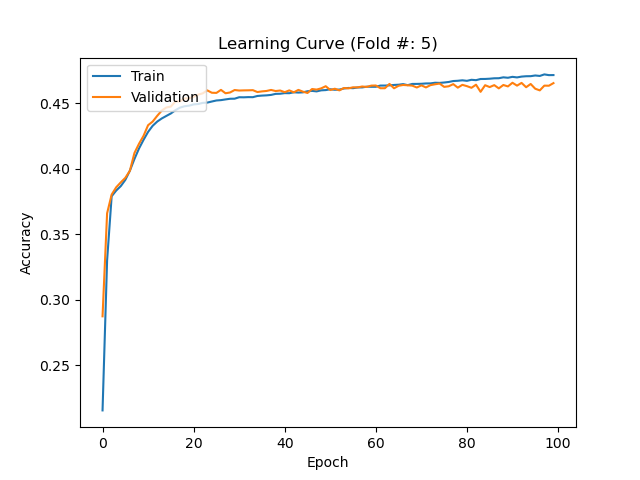 Learning Curve (Fold #: 5)
Train
Validation
Accuracy
0.45
0.40
0.35
0.30
0.25
0 20 40 60 80 100
Epoch